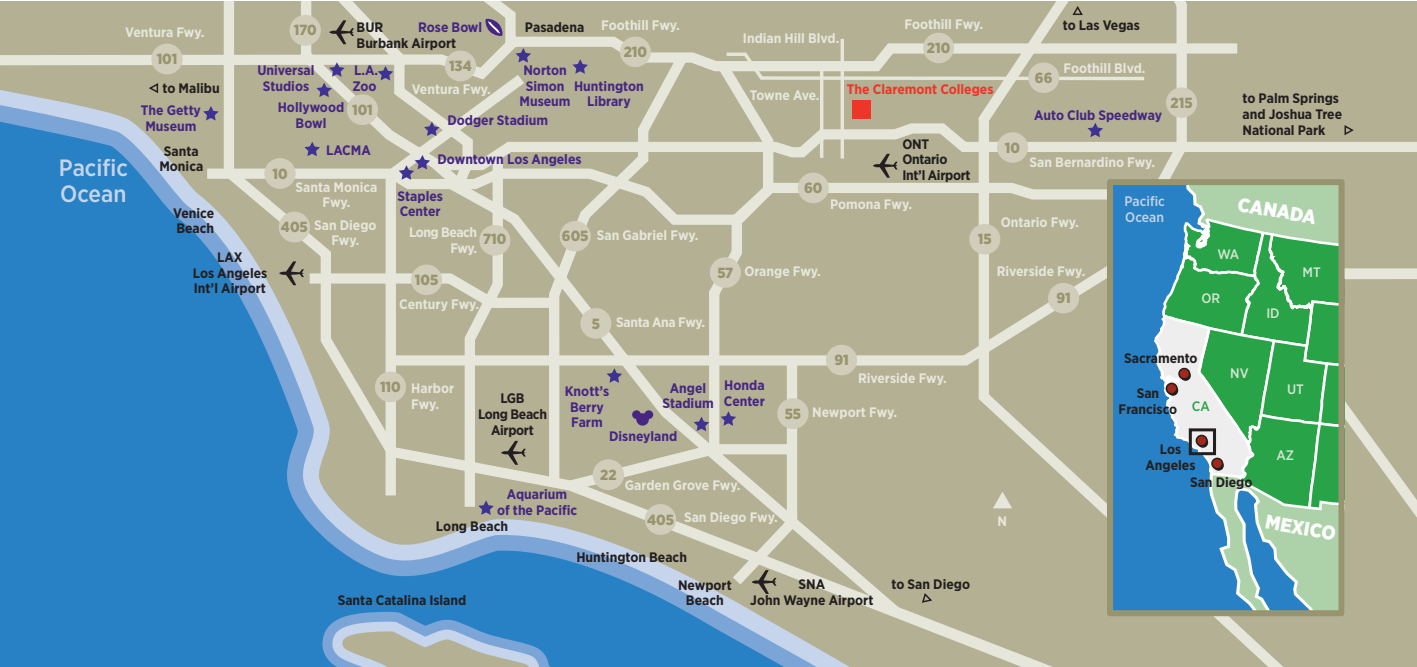 Ventura Fwy.
101
170
BUR
Burbank Airport
Rose Bowl
Pasadena
Foothill Fwy.
210
134
Ventura Fwy.
Indian Hill Blvd.
Foothill Fwy.
210
to Las Vegas
66
Foothill Blvd.
215
to Malibu
The Getty
Museum
Universal
Studios
L.A.
Zoo
Hollywood
Bowl
101
Norton
Simon
Museum
Huntington
Library
Towne Ave.
The Claremont Colleges
Auto Club Speedway
to Palm Springs
and Joshua Tree
National Park
Dodger Stadium
LACMA
Downtown Los Angeles
Santa
Monica
10
Santa Monica
Fwy.
Staples
Center
ONT
Ontario
Int'l Airport
10
San Bernardino Fwy.
60
Pomona Fwy.
Pacific
Ocean
Venice
Beach
405
San Diego
Fwy.
Long Beach
Fwy.
710
605
San Gabriel Fwy.
15
Ontario Fwy.
LAX
Los Angeles
Int'l Airport
105
Century Fwy.
57
Orange Fwy.
Riverside Fwy.
91
5
Santa Ana Fwy.
91
Riverside Fwy.
110
Harbor
Fwy.
LGB
Long Beach
Airport
Knott's
Berry
Farm
Disneyland
Angel
Stadium
Honda
Center
55
Newport Fwy.
22
Garden Grove Fwy.
Aquarium
of the Pacific
Long Beach
405
San Diego Fwy.
N
Huntington Beach
Newport
Beach
SNA
John Wayne Airport
to San Diego
Santa Catalina Island
Pacific
Ocean
CANADA
WA
MT
OR
ID
Sacramento
San
Francisco
CA
NV
UT
Los
Angeles
AZ
San Diego
MEXICO